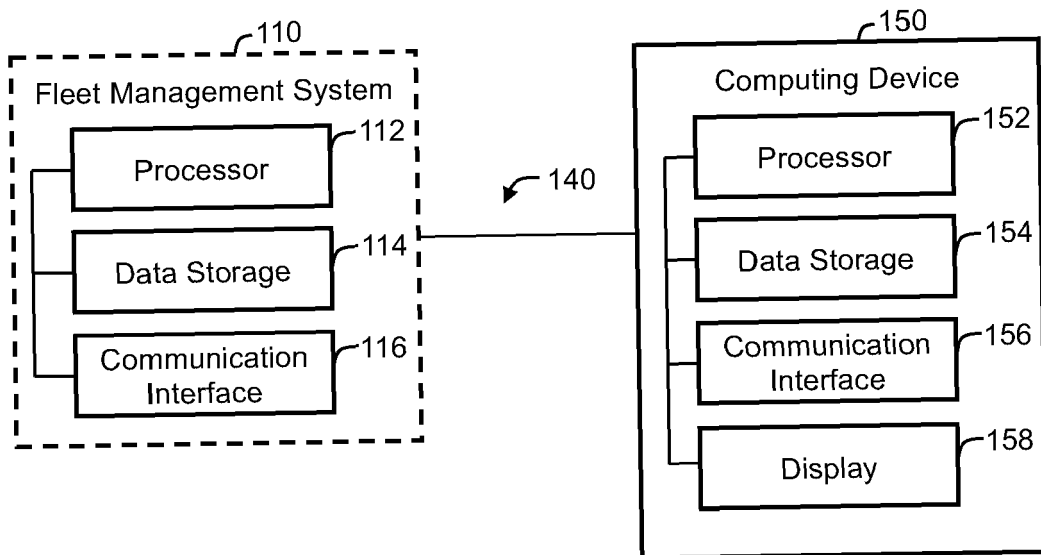 110
Fleet Management System
112
Processor
114
Data Storage
116
Communication
Interface
140
150
Computing Device
152
Processor
154
Data Storage
156
Communication
Interface
158
Display